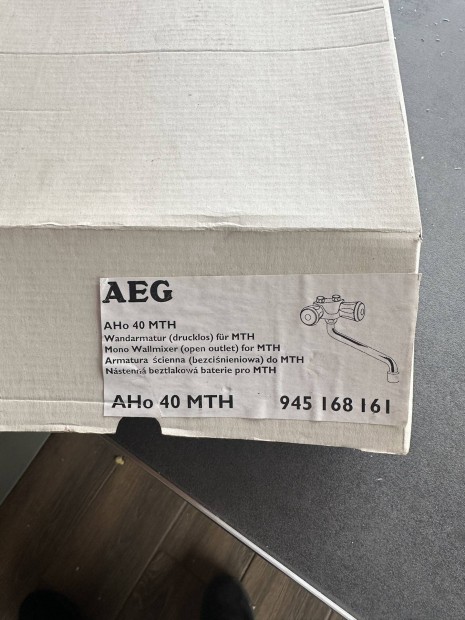 AEG
AHo 40 MTH
Wandarmatur (drucklos) für MTH
Mono Wallmixer (open outlet) for MTH
Armatura ścienna (bezciśnieniowa) do MTH
Nástenná beztlaková baterie pro MTH
AHo 40 MTH 945 168 161